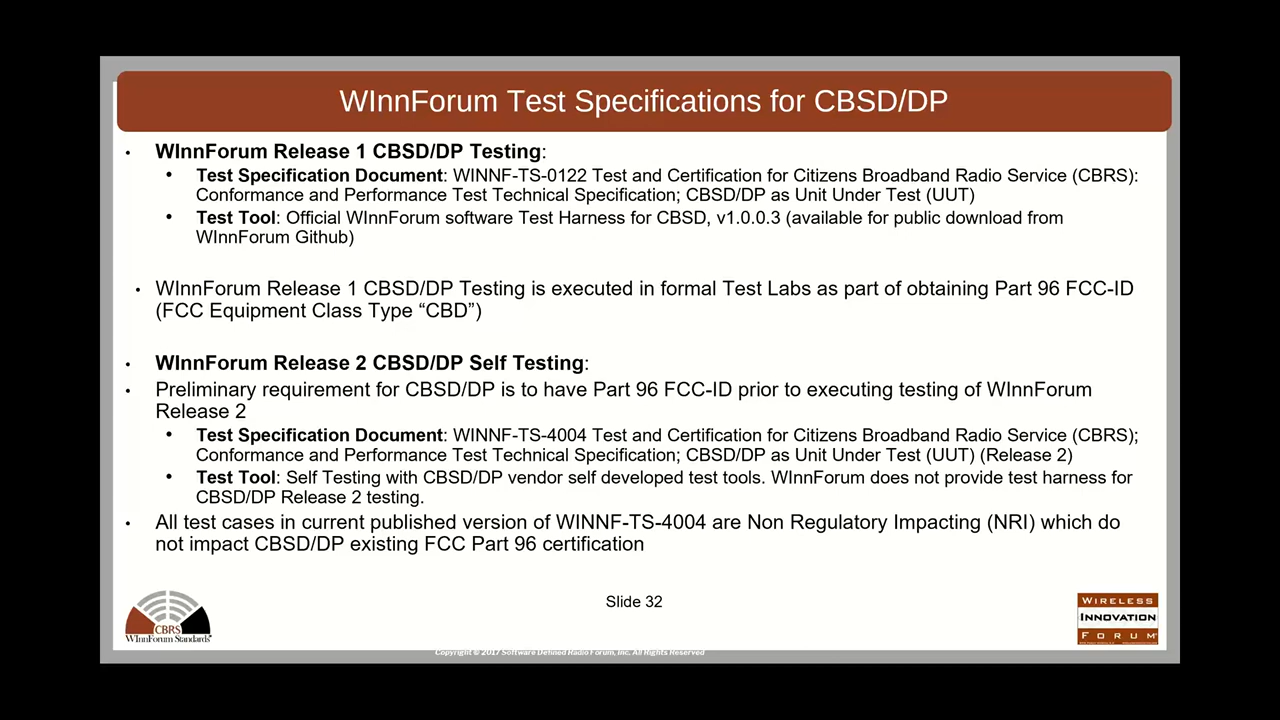 WInnForum Test Specifications for CBSD/DP
• WInnForum Release 1 CBSD/DP Testing:
• Test Specification Document: WINNF-TS-0122 Test and Certification for Citizens Broadband Radio Service (CBRS):
Conformance and Performance Test Technical Specification; CBSD/DP as Unit Under Test (UUT)
• Test Tool: Official WInnForum software Test Harness for CBSD, v1.0.0.3 (available for public download from
WInnForum Github)
• WInnForum Release 1 CBSD/DP Testing is executed in formal Test Labs as part of obtaining Part 96 FCC-ID
(FCC Equipment Class Type “CBD”)
• WInnForum Release 2 CBSD/DP Self Testing:
• Preliminary requirement for CBSD/DP is to have Part 96 FCC-ID prior to executing testing of WInnForum
Release 2
• Test Specification Document: WINNF-TS-4004 Test and Certification for Citizens Broadband Radio Service (CBRS);
Conformance and Performance Test Technical Specification; CBSD/DP as Unit Under Test (UUT) (Release 2)
• Test Tool: Self Testing with CBSD/DP vendor self developed test tools. WInnForum does not provide test harness for
CBSD/DP Release 2 testing.
• All test cases in current published version of WINNF-TS-4004 are Non Regulatory Impacting (NRI) which do
not impact CBSD/DP existing FCC Part 96 certification
Slide 32
CBRS
WInnForum Standards
WIRELESS
INNOVATION
FORUM
Copyright © 2017 Software Defined Radio Forum, Inc. All Rights Reserved